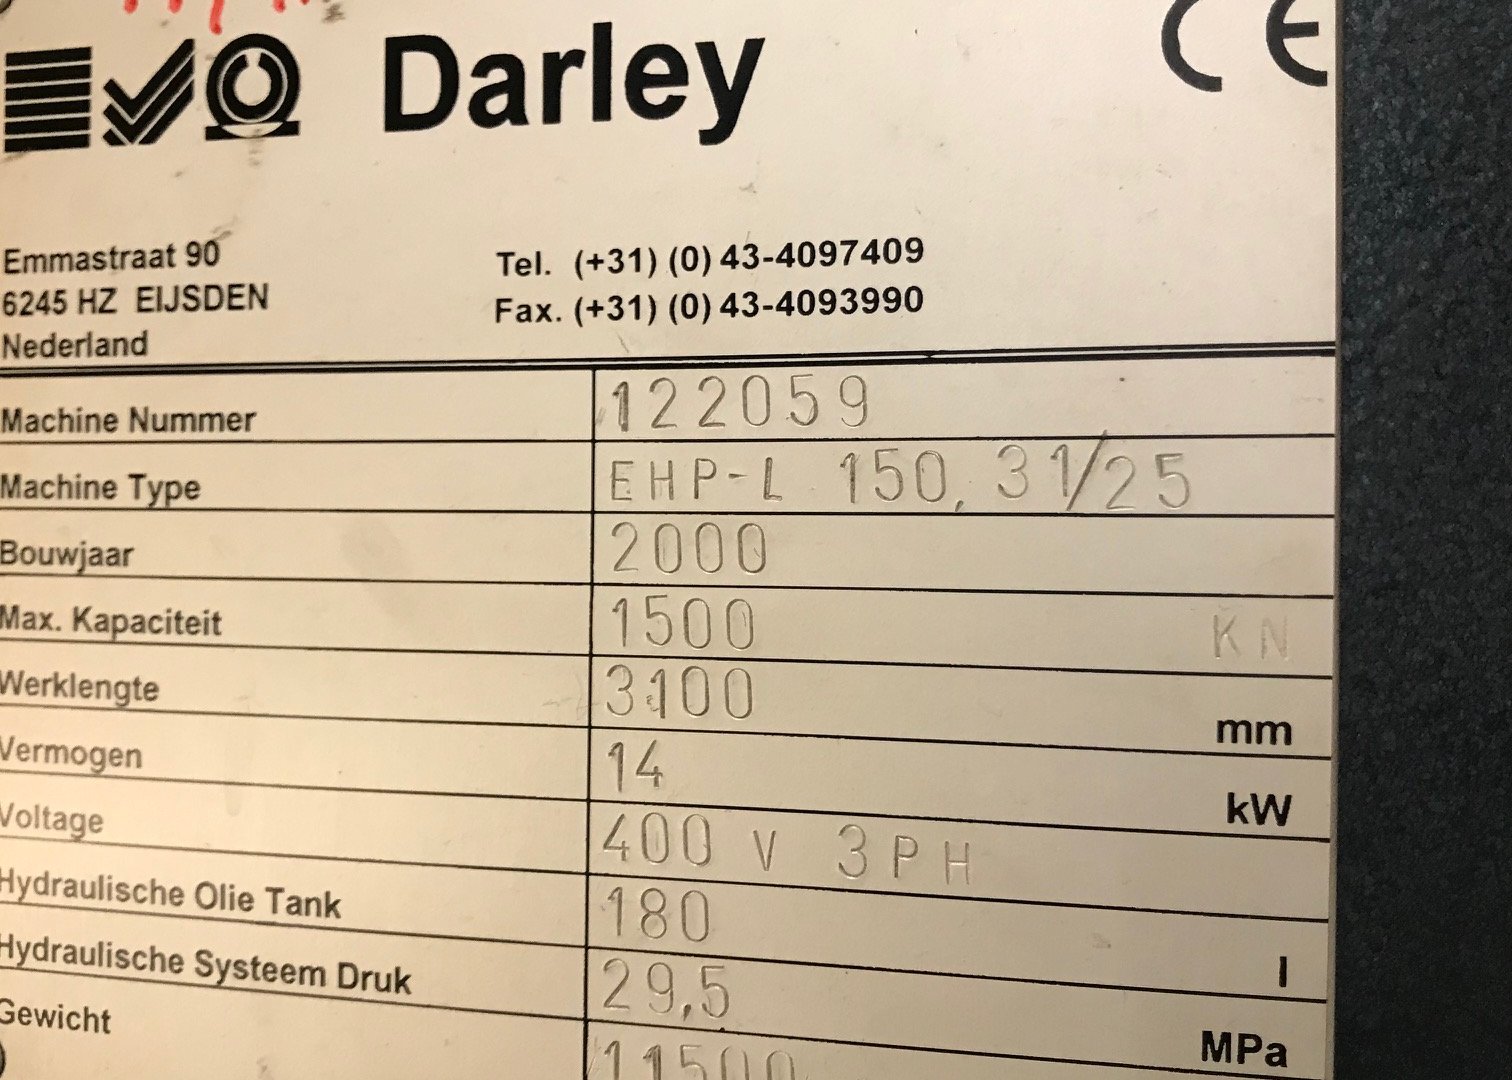 Darley CE
Emmastraat 90
6245 HZ EIJSDEN
Nederland
Tel. (+31) (0) 43-4097409
Fax. (+31) (0) 43-4093990
Machine Nummer 122059
Machine Type EHP-L 150,31/25
Bouwjaar 2000
Max. Kapaciteit 1500 KN
Werklengte 3100 mm
Vermogen 14 kW
Voltage 400 V 3PH
Hydraulische Olie Tank 180 l
Hydraulische Systeem Druk 29,5 MPa
Gewicht 11500